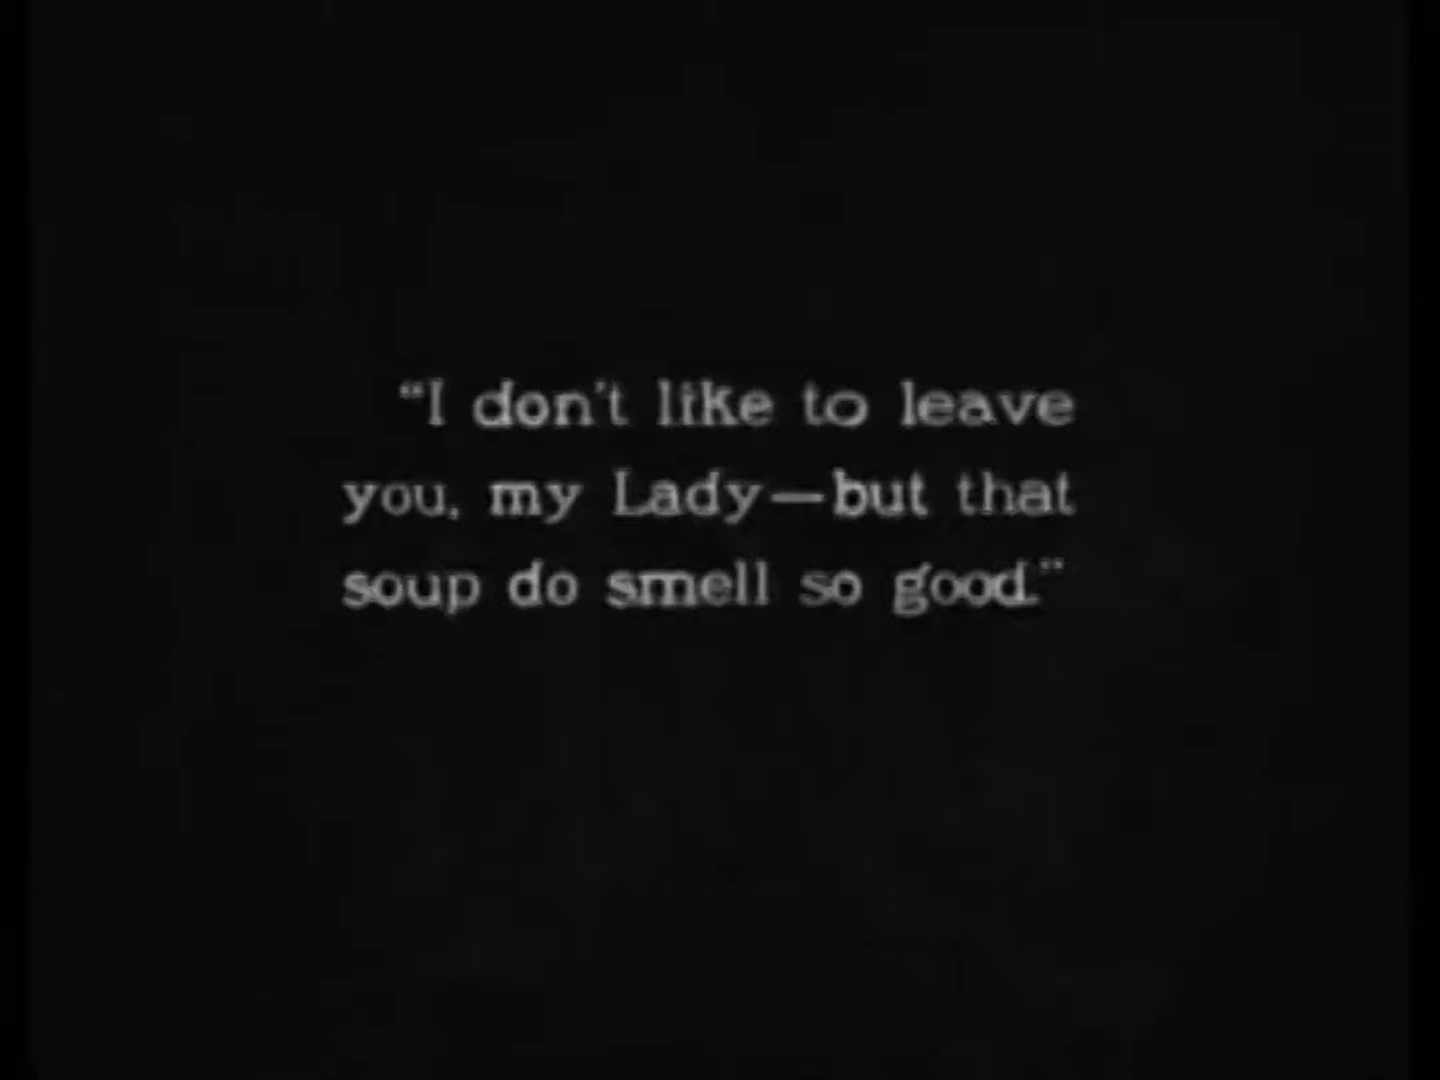 “I don't like to leave
you, my Lady—but that
soup do smell so good.”